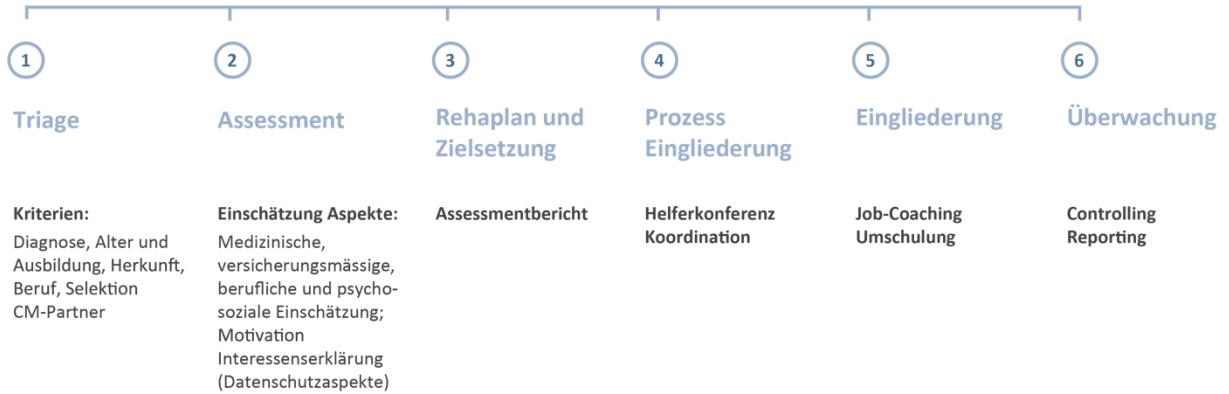 1
Triage
Kriterien:
Diagnose, Alter und
Ausbildung, Herkunft,
Beruf, Selektion
CM-Partner
2
Assessment
Einschätzung Aspekte:
Medizinische,
versicherungsmässige,
berufliche und psycho-
soziale Einschätzung;
Motivation
Interessenserklärung
(Datenschutzaspekte)
3
Rehaplan und
Zielsetzung
Assessmentbericht
4
Prozess
Eingliederung
Helferkonferenz
Koordination
5
Eingliederung
Job-Coaching
Umschulung
6
Überwachung
Controlling
Reporting